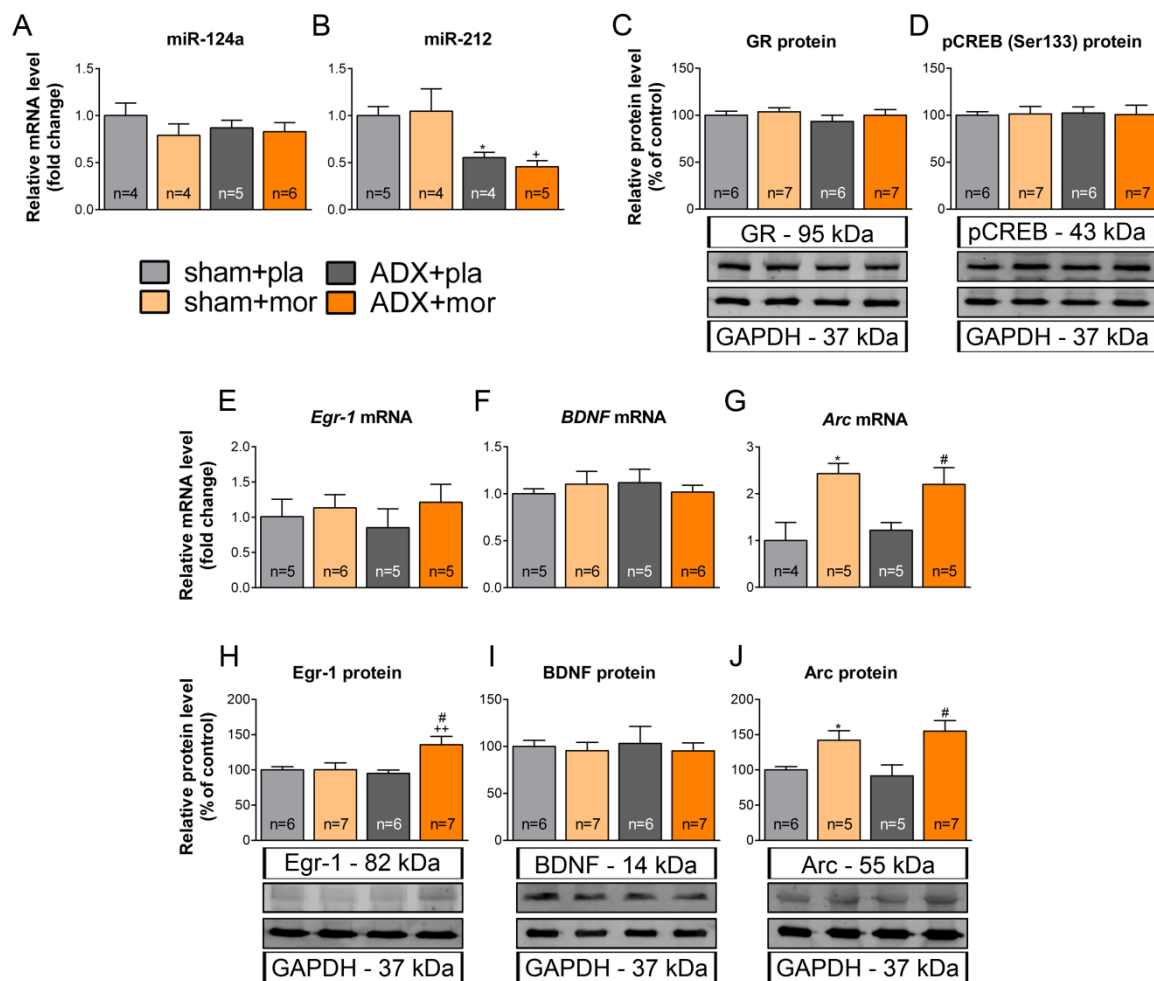 A
miR-124a
B
miR-212
C
GR protein
D
pCREB (Ser133) protein
Relative mRNA level
(fold change)
1.5
1.0
0.5
0.0
n=4
n=4
n=5
n=6
1.5
1.0
0.5
0.0
*
+
n=5
n=4
n=4
n=5
Relative protein level
(% of control)
150
100
50
0
n=6
n=7
n=6
n=7
150
100
50
0
n=6
n=7
n=6
n=7
GR - 95 kDa
GAPDH - 37 kDa
pCREB - 43 kDa
GAPDH - 37 kDa
sham+pla
ADX+pla
sham+mor
ADX+mor
E
Egr-1 mRNA
F
BDNF mRNA
G
Arc mRNA
Relative mRNA level
(fold change)
2.0
1.5
1.0
0.5
0.0
n=5
n=6
n=5
n=5
1.5
1.0
0.5
0.0
n=5
n=6
n=5
n=6
3
2
1
0
*
#
n=4
n=5
n=5
n=5
H
Egr-1 protein
I
BDNF protein
J
Arc protein
Relative protein level
(% of control)
200
150
100
50
0
#
++
n=6
n=7
n=6
n=7
150
100
50
0
n=6
n=7
n=6
n=7
200
150
100
50
0
*
#
n=6
n=5
n=5
n=7
Egr-1 - 82 kDa
GAPDH - 37 kDa
BDNF - 14 kDa
GAPDH - 37 kDa
Arc - 55 kDa
GAPDH - 37 kDa